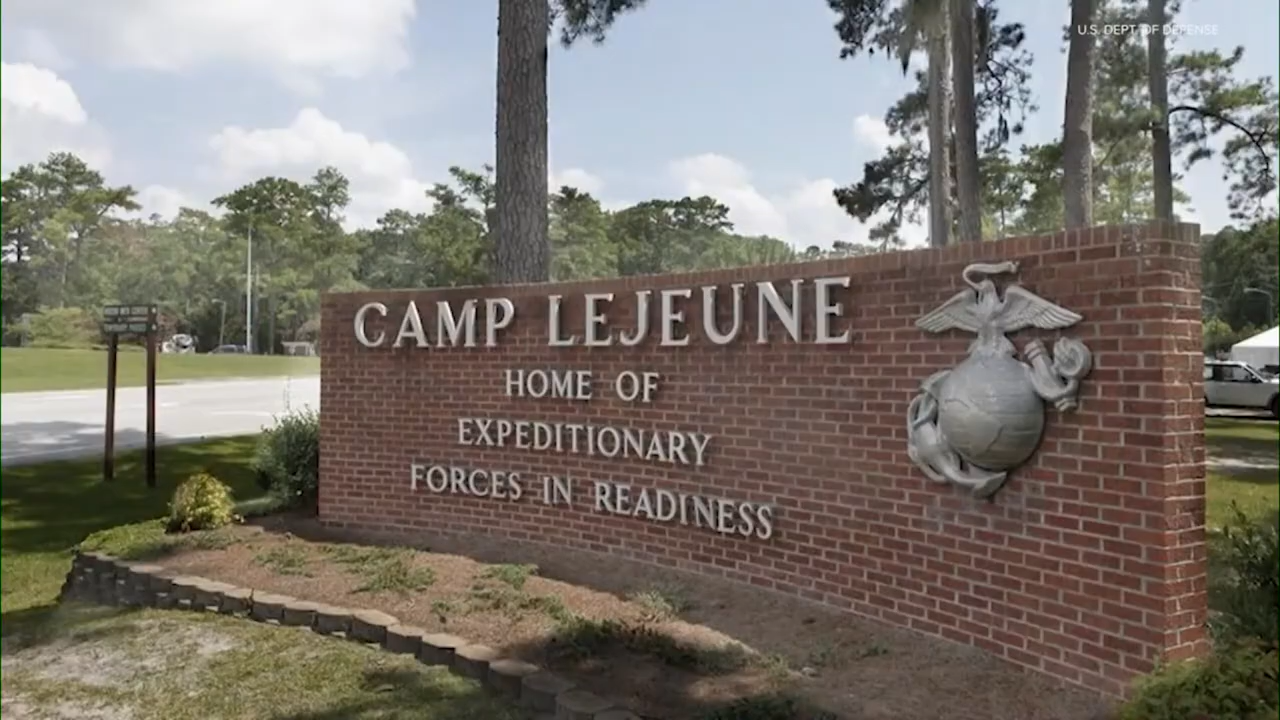 U.S. DEPT. OF DEFENSE
CAMP LEJEUNE
HOME OF
EXPEDITIONARY
FORCES IN READINESS